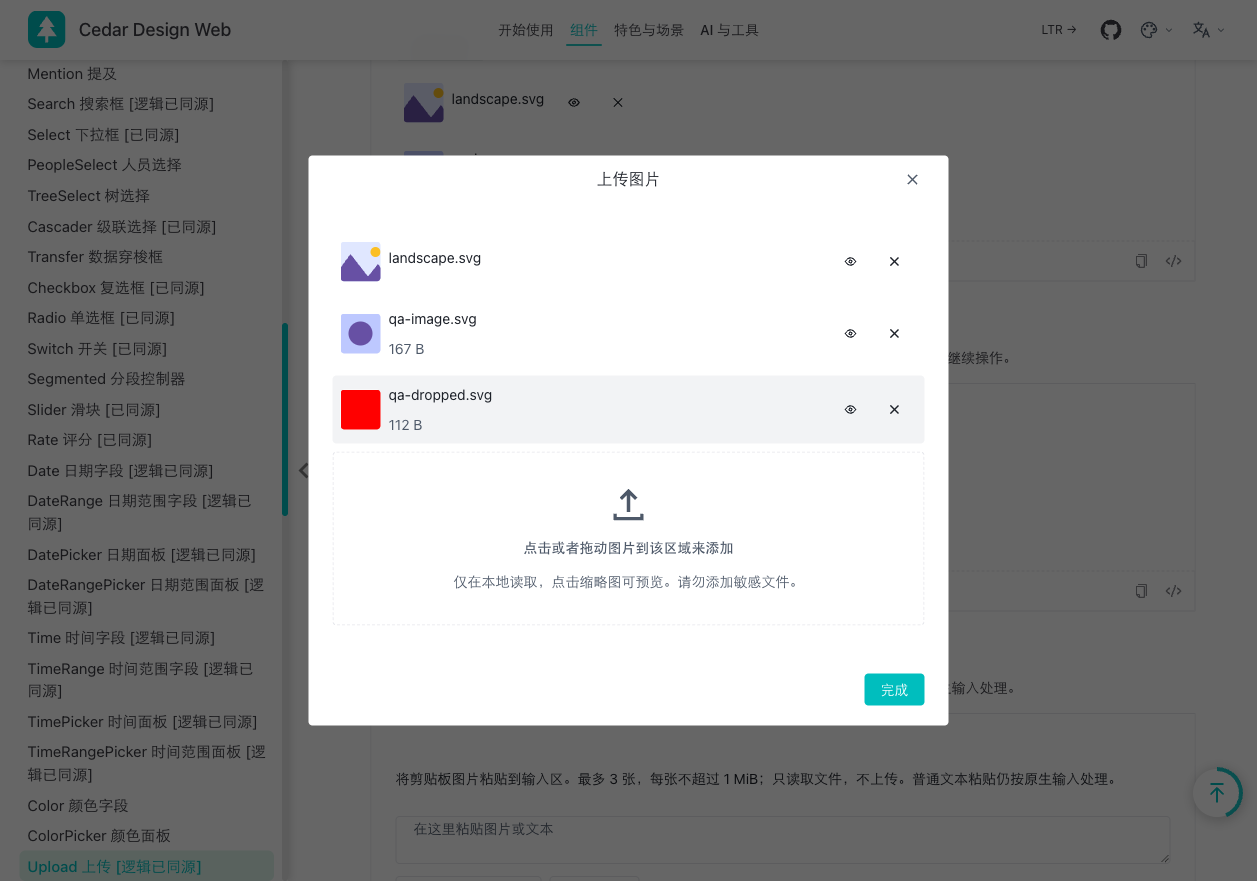 Cedar Design Web
开始使用
组件
特色与场景
AI 与工具
LTR →
Mention 提及
Search 搜索框 [逻辑已同源]
Select 下拉框 [已同源]
PeopleSelect 人员选择
TreeSelect 树选择
Cascader 级联选择 [已同源]
Transfer 数据穿梭框
Checkbox 复选框 [已同源]
Radio 单选框 [已同源]
Switch 开关 [已同源]
Segmented 分段控制器
Slider 滑块 [已同源]
Rate 评分 [已同源]
Date 日期字段 [逻辑已同源]
DateRange 日期范围字段 [逻辑已
同源]
DatePicker 日期面板 [逻辑已同源]
DateRangePicker 日期范围面板 [逻
辑已同源]
Time 时间字段 [逻辑已同源]
TimeRange 时间范围字段 [逻辑已
同源]
TimePicker 时间面板 [逻辑已同源]
TimeRangePicker 时间范围面板 [逻
辑已同源]
Color 颜色字段
ColorPicker 颜色面板
Upload 上传 [逻辑已同源]
landscape.svg
上传图片
landscape.svg
qa-image.svg
167 B
qa-dropped.svg
112 B
点击或者拖动图片到该区域来添加
仅在本地读取，点击缩略图可预览。请勿添加敏感文件。
完成
继续操作。
输入处理。
将剪贴板图片粘贴到输入区。最多 3 张，每张不超过 1 MiB；只读取文件，不上传。普通文本粘贴仍按原生输入处理。
在这里粘贴图片或文本